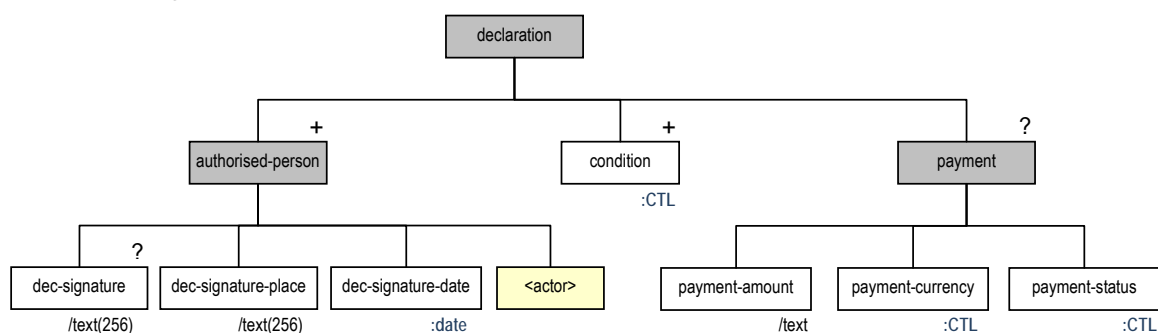 declaration
+ + ?
authorised-person condition payment
:CTL
? 
dec-signature dec-signature-place dec-signature-date <actor> payment-amount payment-currency payment-status
/text(256) /text(256) :date /text :CTL :CTL